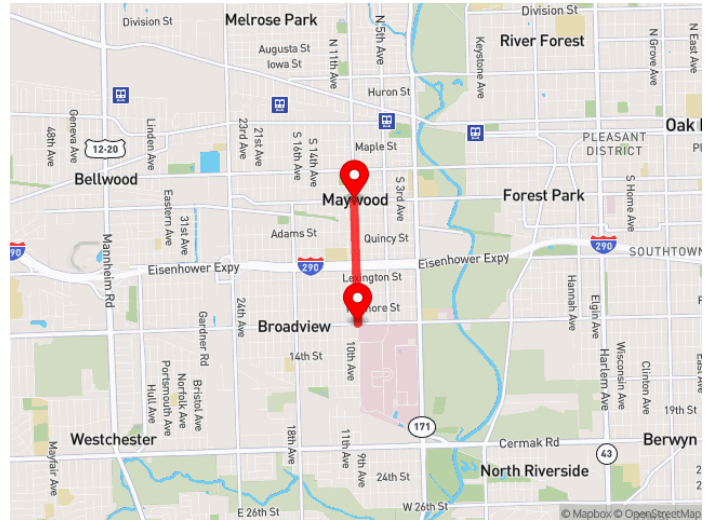 Division St
Melrose Park
N 11th Ave
N 5th Ave
Keystone Ave
Division St
River Forest
N Grove Ave
N East Ave
Augusta St
Iowa St
Huron St
Geneva Ave
48th Ave
Linden Ave
23rd Ave
21st Ave
S 16th Ave
S 14th Ave
Maple St
PLEASANT
DISTRICT
Oak
12-20
Bellwood
Maywood
S 3rd Ave
Forest Park
S Home Ave
Eastern Ave
31st Ave
Adams St
Quincy St
290
SOUTHTOWN
90
Eisenhower Expy
290
Eisenhower Expy
Lexington St
Mannheim Rd
Gardner Rd
24th Ave
Broadview
14th St
10th Ave
Hannah Ave
Elgin Ave
Harlem Ave
Wisconsin Ave
Clinton Ave
East Ave
19th St
Hull Ave
Portsmouth Ave
Norfolk Ave
Bristol Ave
Mayfair Ave
Westchester
18th Ave
11th Ave
9th Ave
171
Cermak Rd
43
Berwyn
24th St
North Riverside
E 26th St
W 26th St
© Mapbox © OpenStreetMap